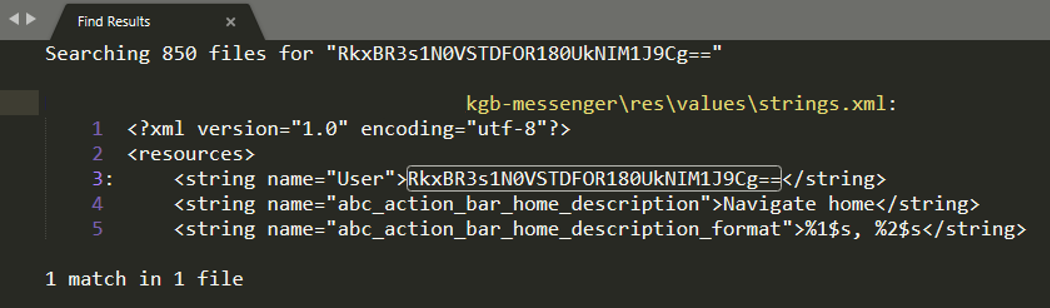 Find Results
Searching 850 files for "RkxBR3s1N0VSTDFOR180UkNIM1J9Cg=="
kgb-messenger\res\values\strings.xml:
1 <?xml version="1.0" encoding="utf-8"?>
2 <resources>
3: <string name="User">RkxBR3s1N0VSTDFOR180UkNIM1J9Cg==</string>
4 <string name="abc_action_bar_home_description">Navigate home</string>
5 <string name="abc_action_bar_home_description_format">%1$s, %2$s</string>
1 match in 1 file